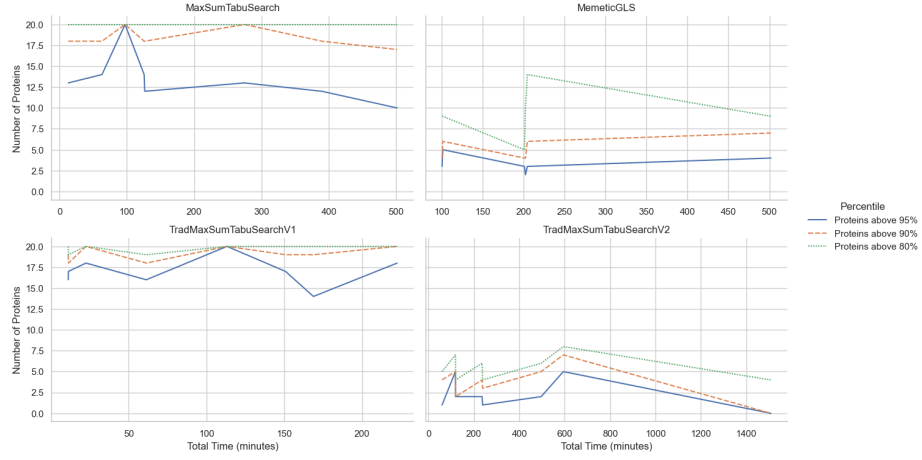 MaxSumTabuSearch
MemeticGLS
Number of Proteins
20.0
17.5
15.0
12.5
10.0
7.5
5.0
2.5
0.0
0 100 200 300 400 500
100 150 200 250 300 350 400 450 500
Percentile
Proteins above 95%
Proteins above 90%
Proteins above 80%
TradMaxSumTabuSearchV1
TradMaxSumTabuSearchV2
Number of Proteins
20.0
17.5
15.0
12.5
10.0
7.5
5.0
2.5
0.0
50 100 150 200
0 200 400 600 800 1000 1200 1400
Total Time (minutes)
Total Time (minutes)